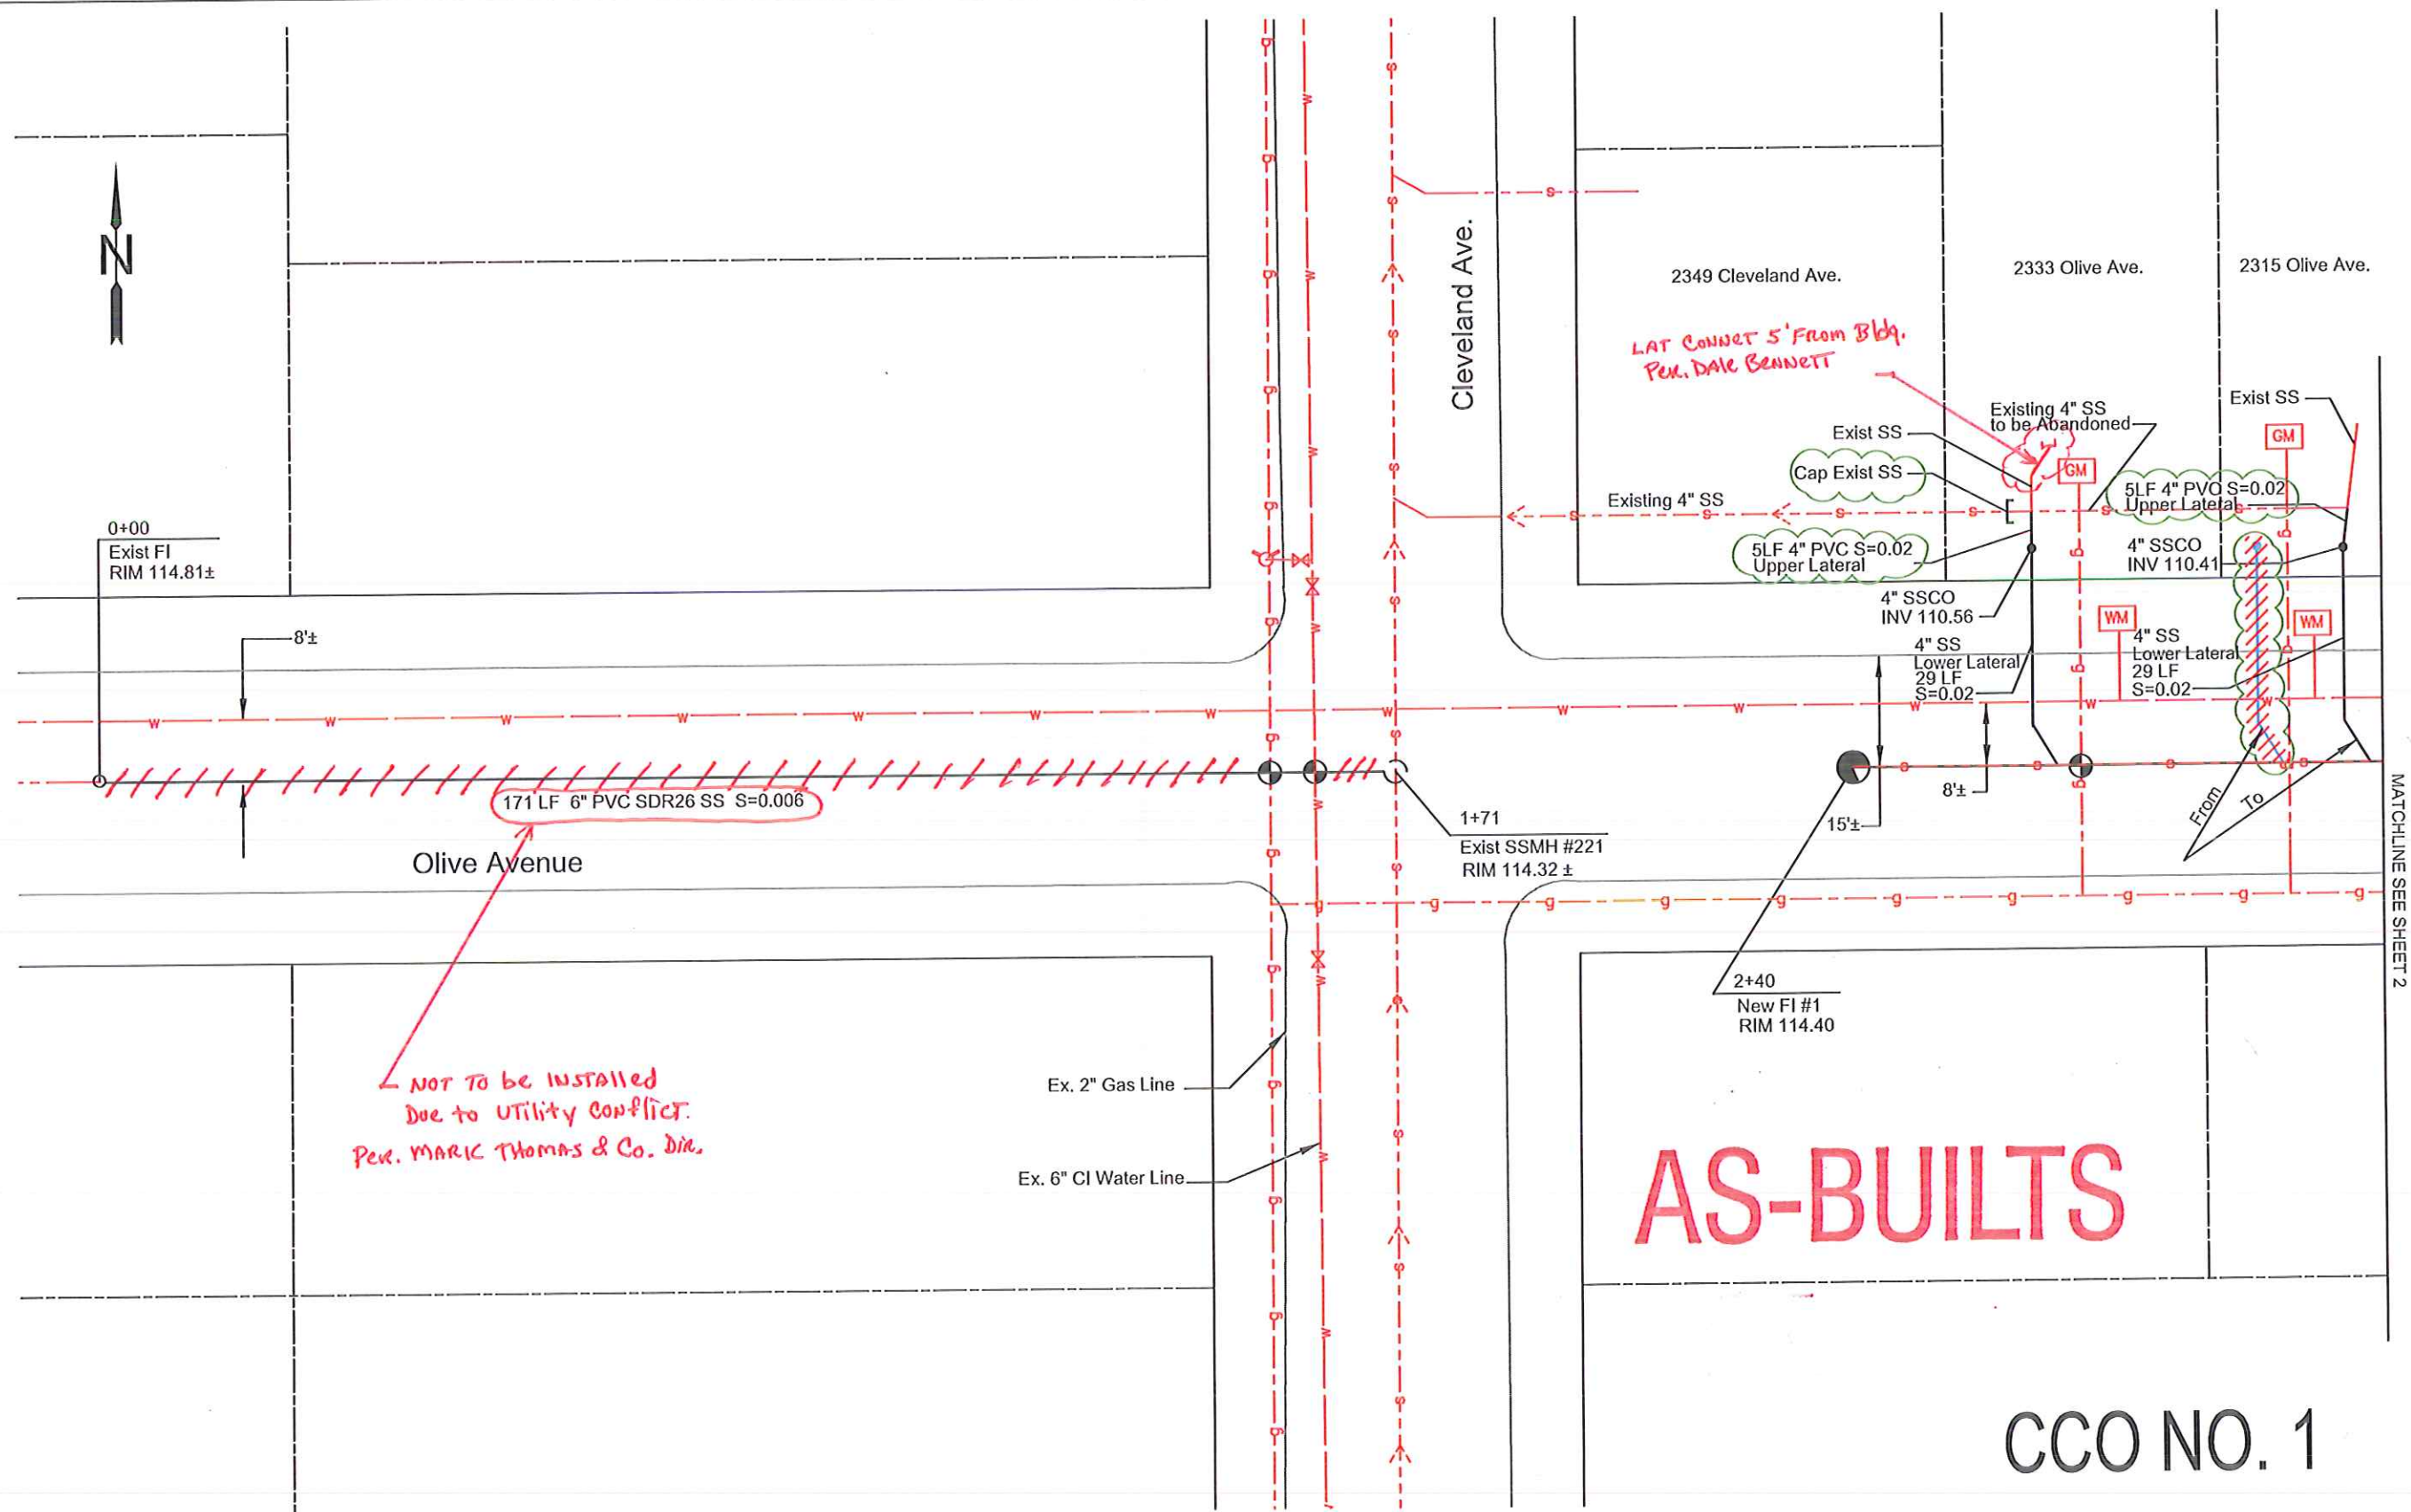 N
Cleveland Ave.
2349 Cleveland Ave.
2333 Olive Ave.
2315 Olive Ave.
LAT CONNET 5' FROM Bldg.
Per. DALE BENNETT
Existing 4" SS
to be Abandoned
Exist SS
Exist SS
GM
GM
Cap Exist SS
Existing 4" SS
5LF 4" PVC S=0.02
Upper Lateral
5LF 4" PVC S=0.02
Upper Lateral
4" SSCO
INV 110.41
4" SSCO
INV 110.56
WM
WM
4" SS
Lower Lateral
29 LF
S=0.02
4" SS
Lower Lateral
29 LF
S=0.02
0+00
Exist FI
RIM 114.81±
8'±
171 LF 6" PVC SDR26 SS S=0.006
Olive Avenue
1+71
Exist SSMH #221
RIM 114.32 ±
8'±
15'±
From
To
MATCHLINE SEE SHEET 2
2+40
New FI #1
RIM 114.40
NOT TO be INSTAlled
Due to UTility CONflICT.
Per. MARK THOMAS & Co. Dir.
Ex. 2" Gas Line
Ex. 6" CI Water Line
AS-BUILTS
CCO NO. 1